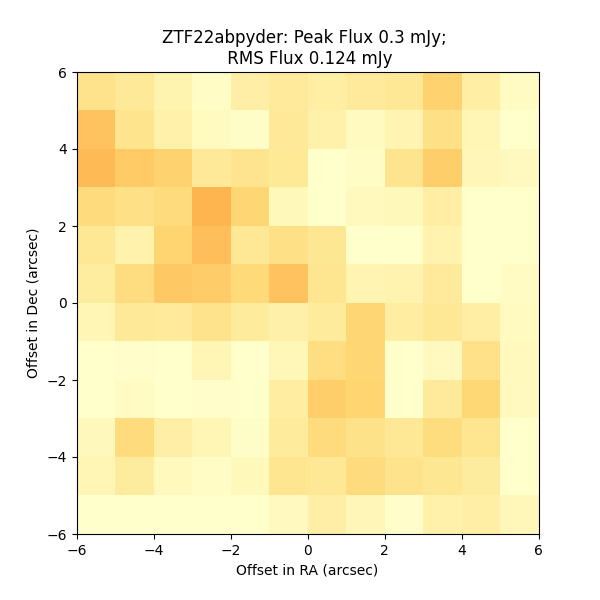 ZTF22abpyder: Peak Flux 0.3 mJy;
RMS Flux 0.124 mJy
6
4
2
0
−2
−4
−6
Offset in Dec (arcsec)
−6 −4 −2 0 2 4 6
Offset in RA (arcsec)